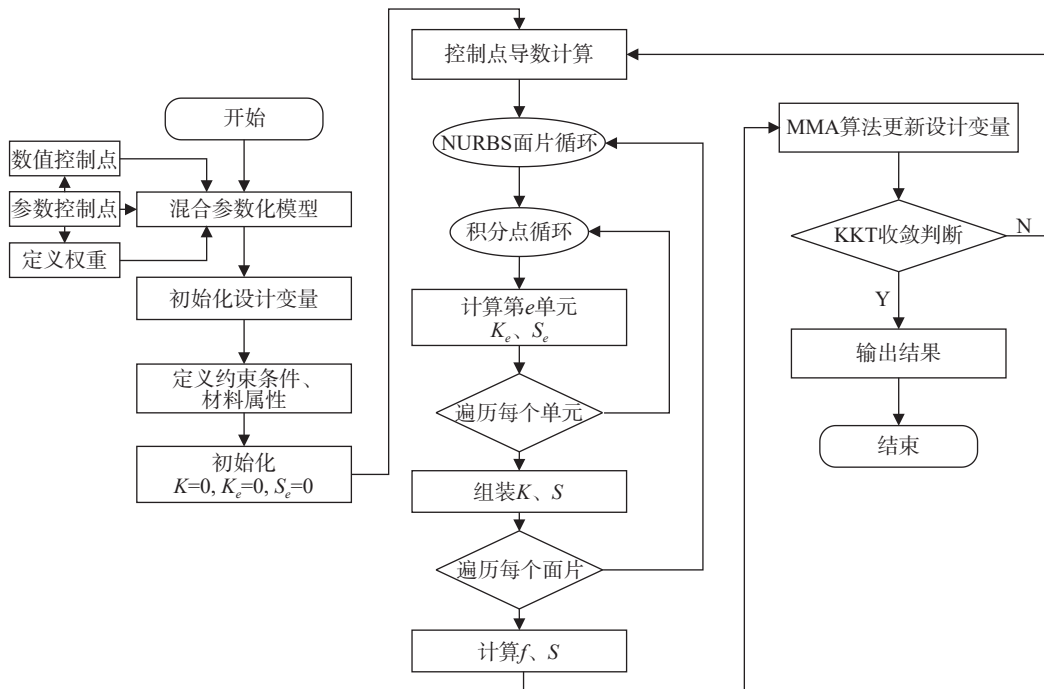 开始
数值控制点
参数控制点
定义权重
混合参数化模型
初始化设计变量
定义约束条件、
材料属性
初始化
K=0, Kₑ=0, Sₑ=0
控制点导数计算
NURBS面片循环
积分点循环
计算第e单元
Kₑ、Sₑ
遍历每个单元
组装K、S
遍历每个面片
计算f、S
MMA算法更新设计变量
KKT收敛判断
N
Y
输出结果
结束